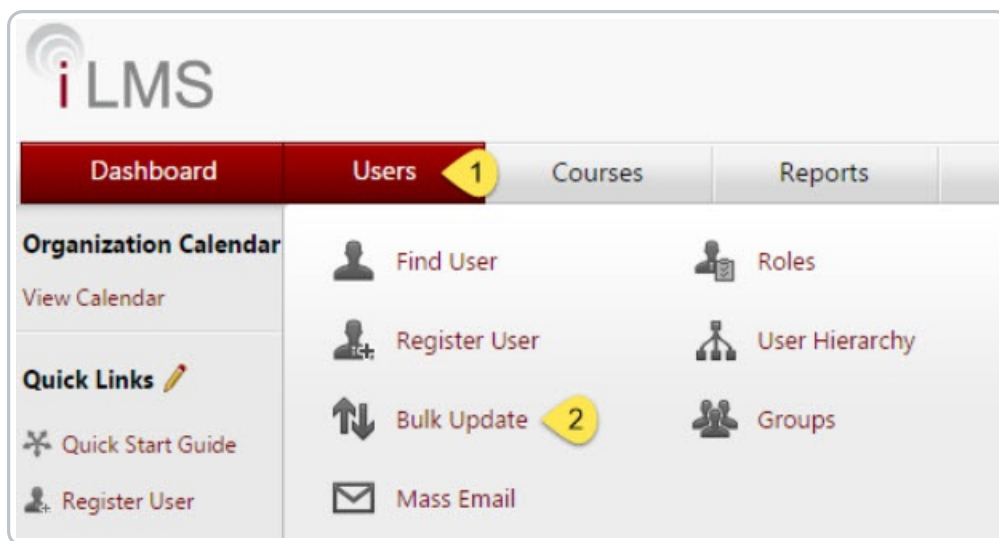 iLMS
Dashboard Users 1 Courses Reports
Organization Calendar
View Calendar
Quick Links
Quick Start Guide
Register User
Find User
Roles
Register User
User Hierarchy
Bulk Update 2
Groups
Mass Email